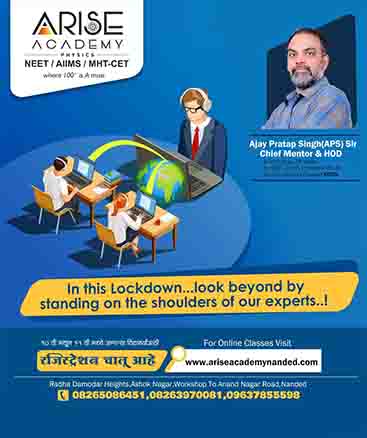 ARISE
ACADEMY
PHYSICS
NEET / AIIMS / MHT-CET
where 100% is A must
Ajay Pratap Singh(APS) Sir
Chief Mentor & HOD
In this Lockdown...look beyond by
standing on the shoulders of our experts..!
रजिस्ट्रेशन चालू आहे
For Online Classes Visit
www.ariseacademynanded.com
Radha Damodar Heights,Ashok Nagar,Workshop To Anand Nagar Road,Nanded
08265086451,08263970081,09637855598